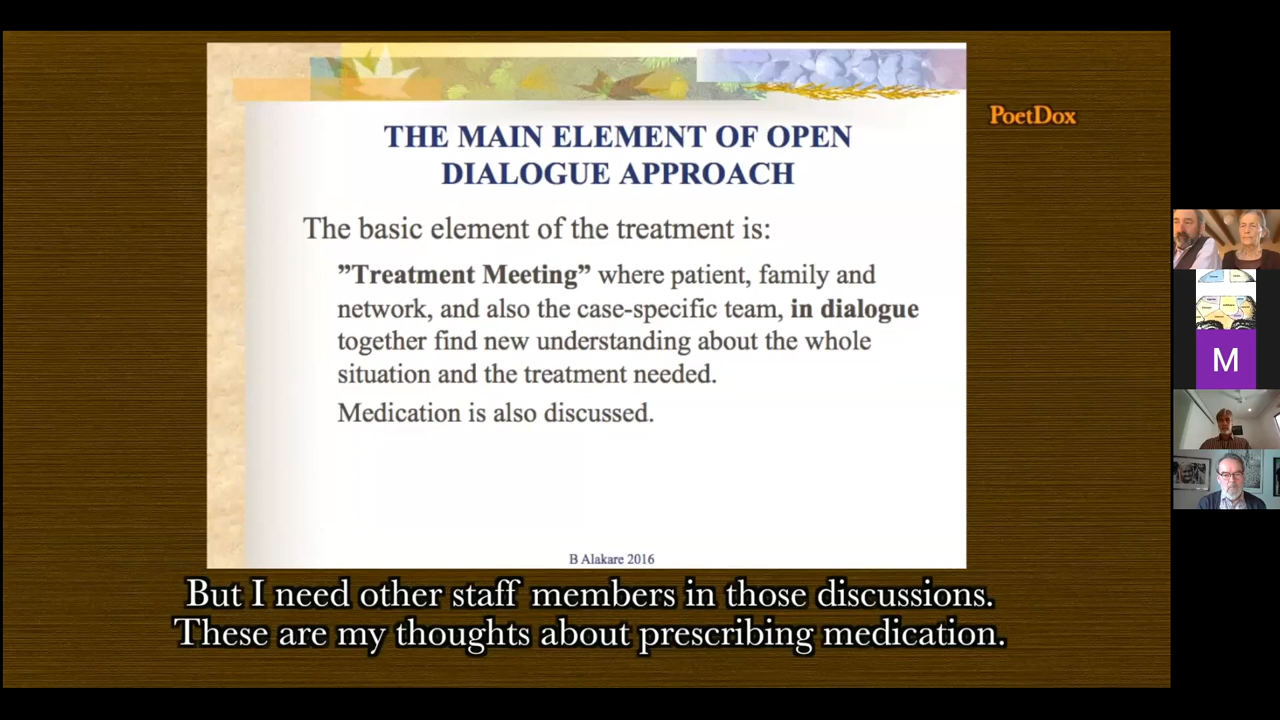 THE MAIN ELEMENT OF OPEN
DIALOGUE APPROACH
PoetDox
The basic element of the treatment is:
”Treatment Meeting” where patient, family and
network, and also the case-specific team, in dialogue
together find new understanding about the whole
situation and the treatment needed.
Medication is also discussed.
M
B Alakare 2016
But I need other staff members in those discussions.
These are my thoughts about prescribing medication.